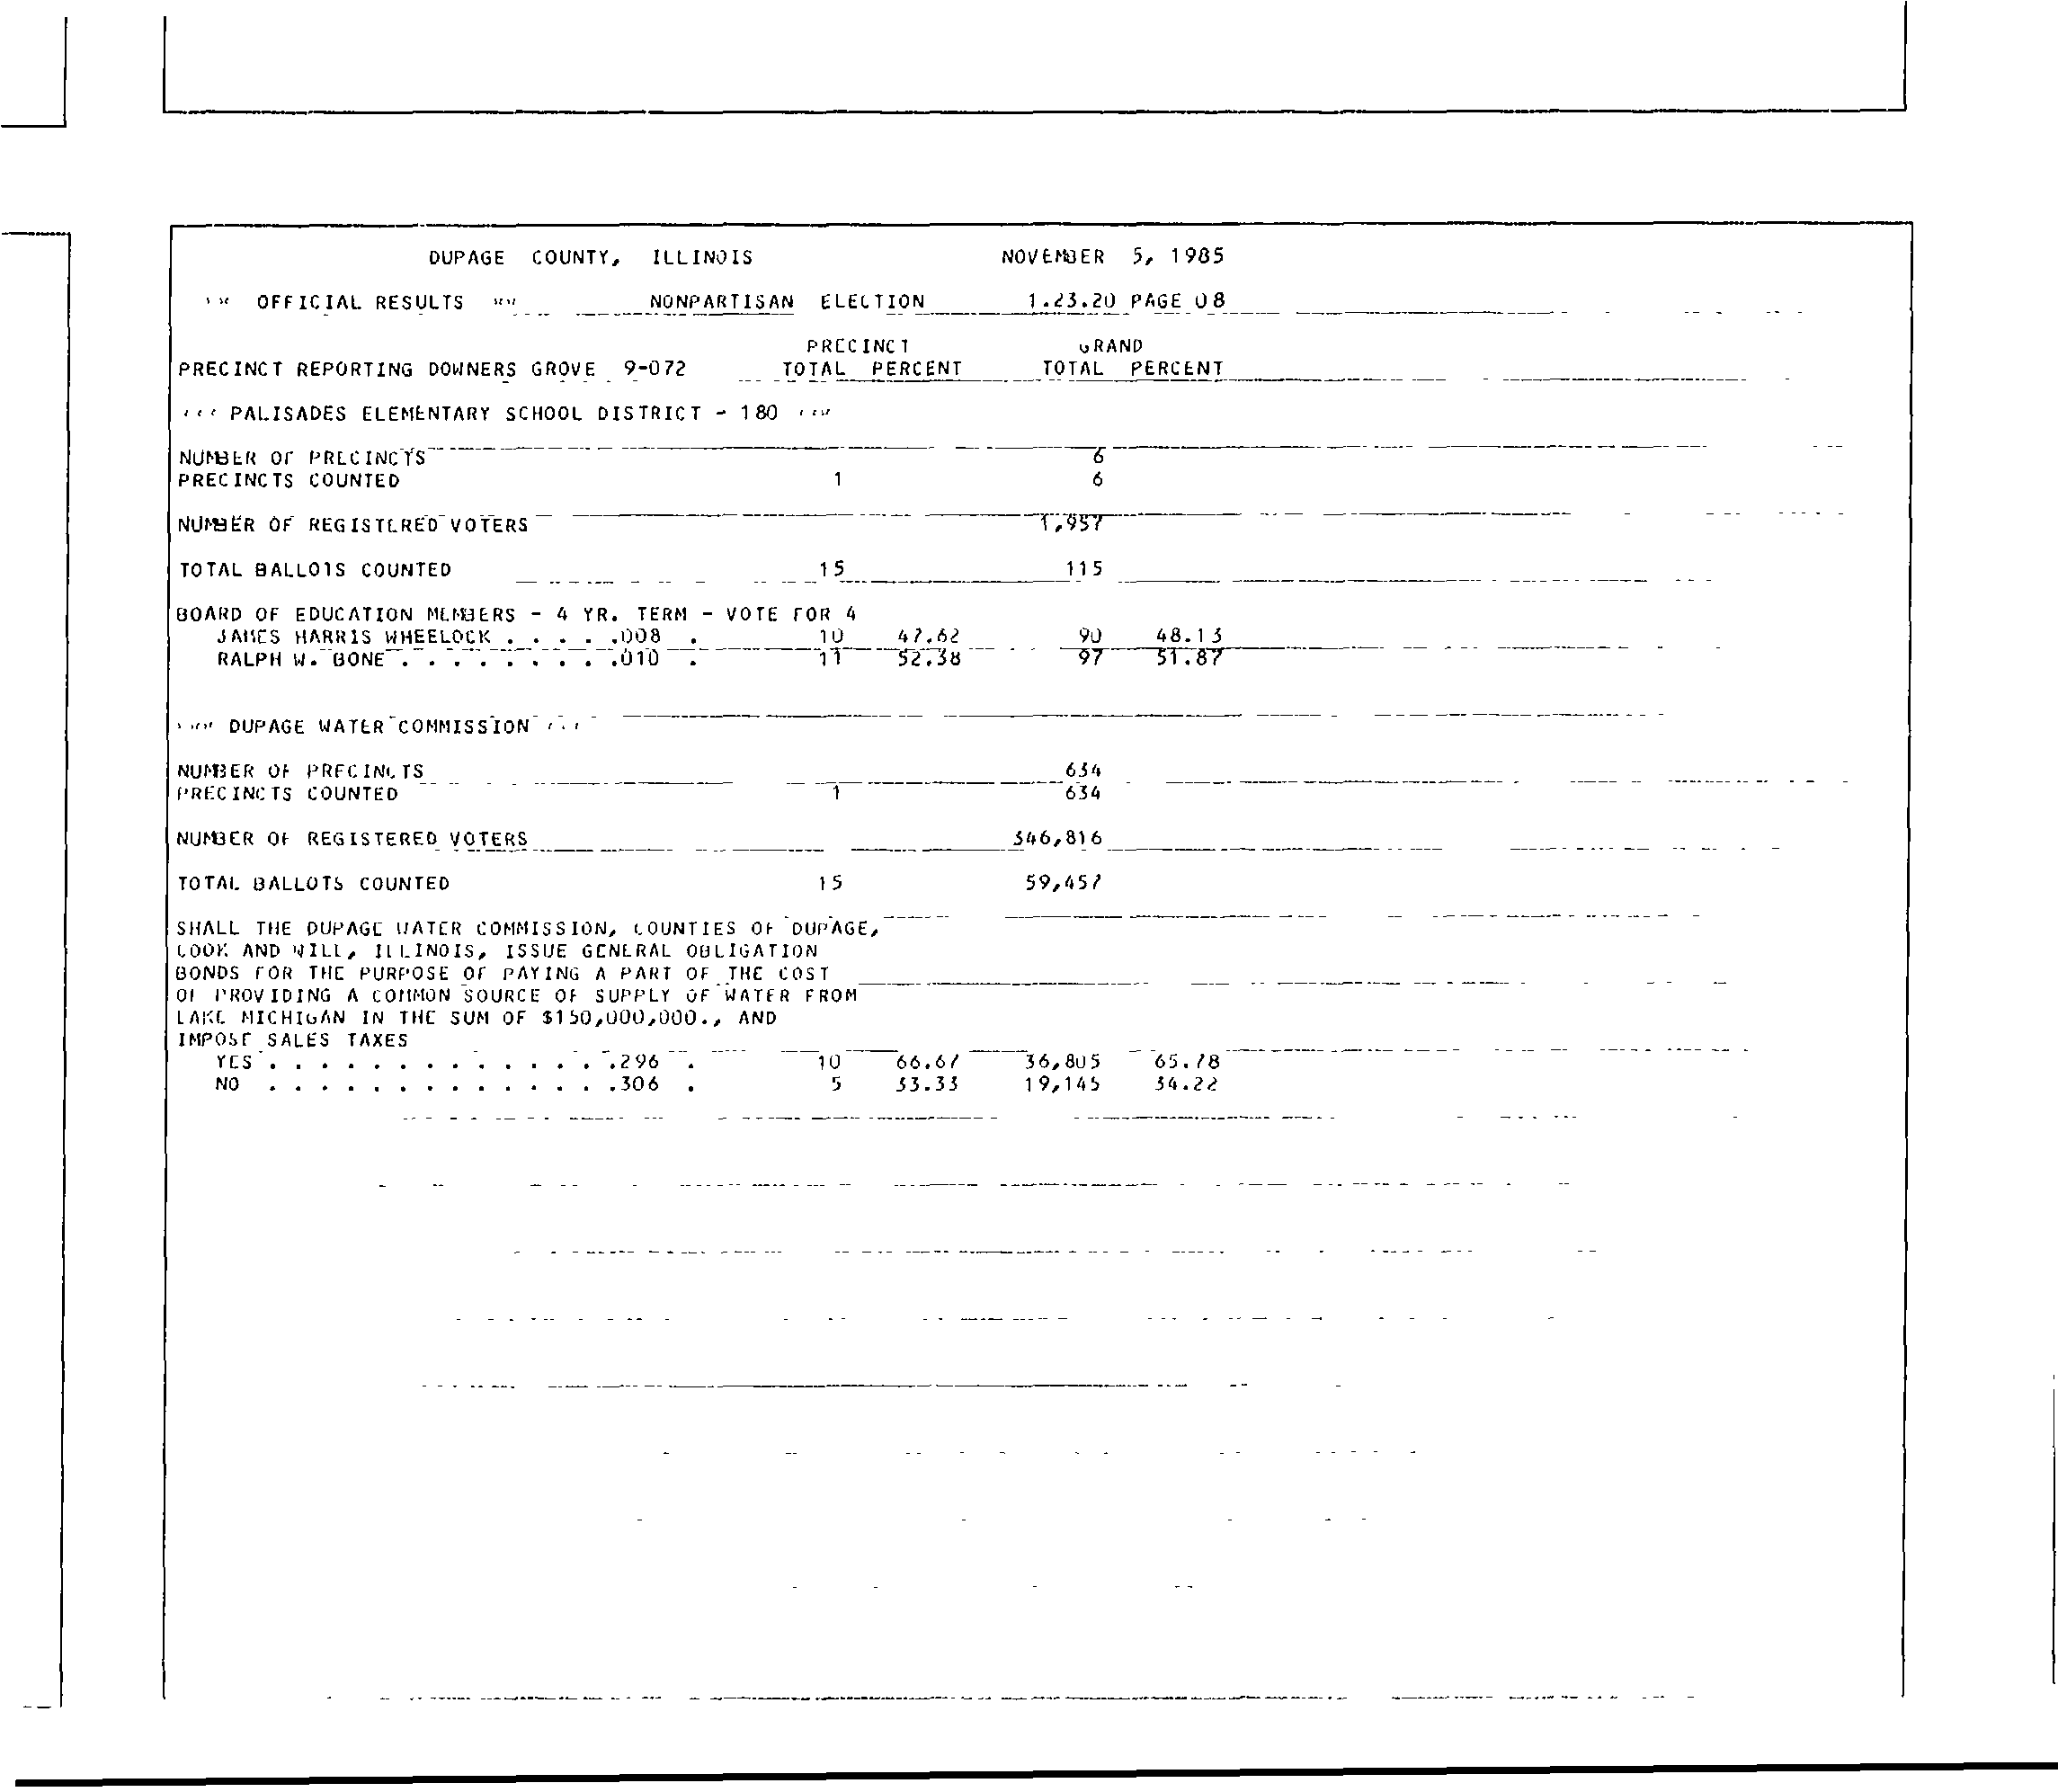 DUPAGE COUNTY, ILLINOIS NOVEMBER 5, 1985
OFFICIAL RESULTS NONPARTISAN ELECTION 1.23.20 PAGE 08
PRECINCT GRAND
PRECINCT REPORTING DOWNERS GROVE 9-072 TOTAL PERCENT TOTAL PERCENT
PALISADES ELEMENTARY SCHOOL DISTRICT - 180
NUMBER OF PRECINCTS 6
PRECINCTS COUNTED 1 6
NUMBER OF REGISTERED VOTERS 1,957
TOTAL BALLOTS COUNTED 15 115
BOARD OF EDUCATION MEMBERS - 4 YR. TERM - VOTE FOR 4
JAMES HARRIS WHEELOCK . . . . .008 . 10 47.62 90 48.13
RALPH W. BONE . . . . . . . . .010 . 11 52.38 97 51.87
DUPAGE WATER COMMISSION
NUMBER OF PRECINCTS 634
PRECINCTS COUNTED 1 634
NUMBER OF REGISTERED VOTERS 346,816
TOTAL BALLOTS COUNTED 15 59,457
SHALL THE DUPAGE WATER COMMISSION, COUNTIES OF DUPAGE,
COOK AND WILL, ILLINOIS, ISSUE GENERAL OBLIGATION
BONDS FOR THE PURPOSE OF PAYING A PART OF THE COST
OF PROVIDING A COMMON SOURCE OF SUPPLY OF WATER FROM
LAKE MICHIGAN IN THE SUM OF $150,000,000., AND
IMPOSE SALES TAXES
YES . . . . . . . . . . . . . .296 . 10 66.67 36,805 65.78
NO . . . . . . . . . . . . . .306 . 5 33.33 19,145 34.22